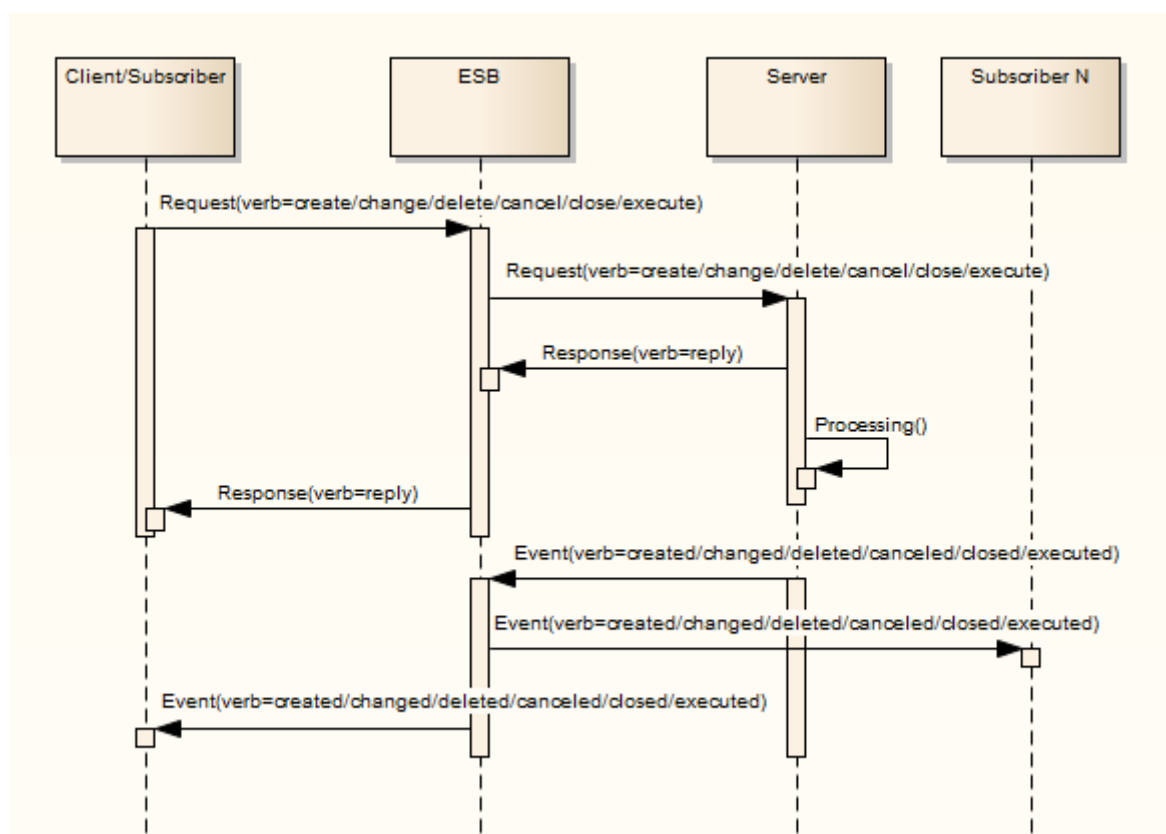 Client/Subscriber
ESB
Server
Subscriber N
Request(verb=create/change/delete/cancel/close/execute)
Request(verb=create/change/delete/cancel/close/execute)
Response(verb=reply)
Processing()
Response(verb=reply)
Event(verb=created/changed/deleted/canceled/closed/executed)
Event(verb=created/changed/deleted/canceled/closed/executed)
Event(verb=created/changed/deleted/canceled/closed/executed)